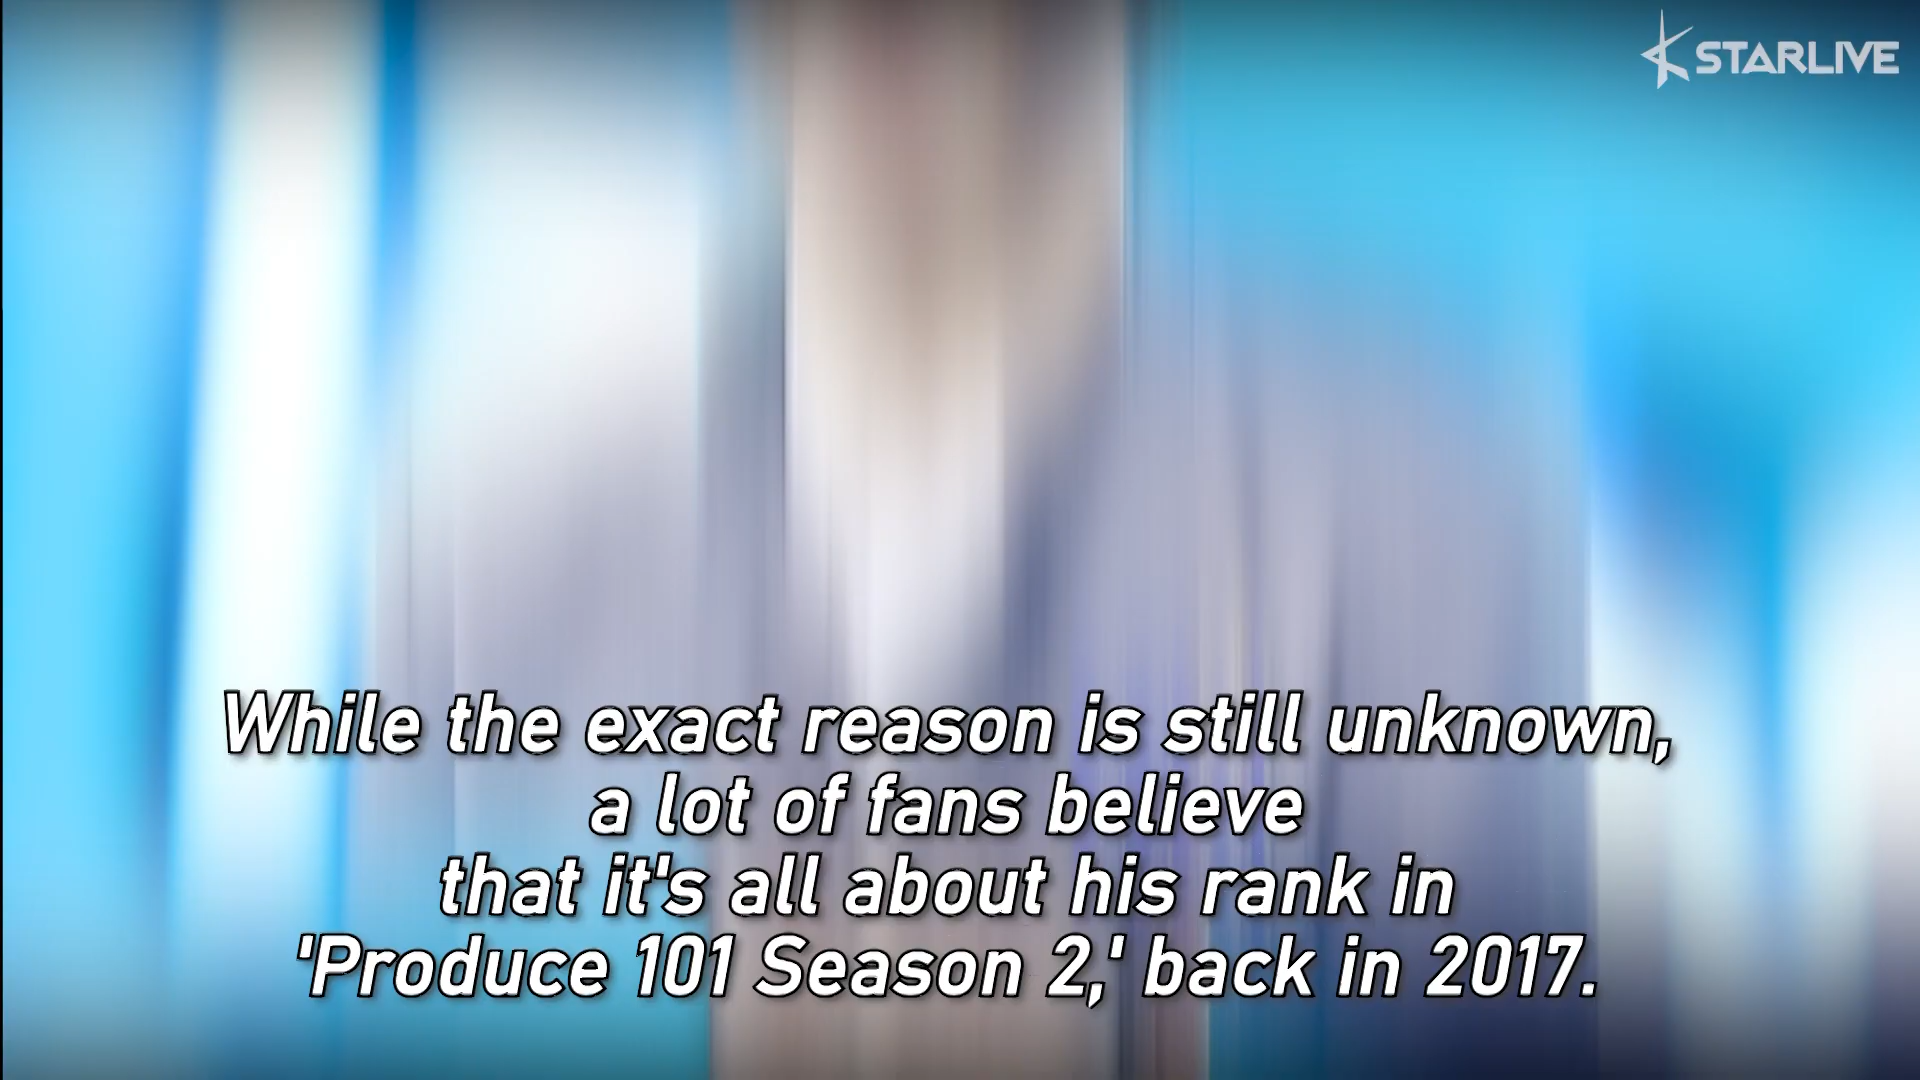 STARLIVE
While the exact reason is still unknown,
a lot of fans believe
that it's all about his rank in
'Produce 101 Season 2,' back in 2017.